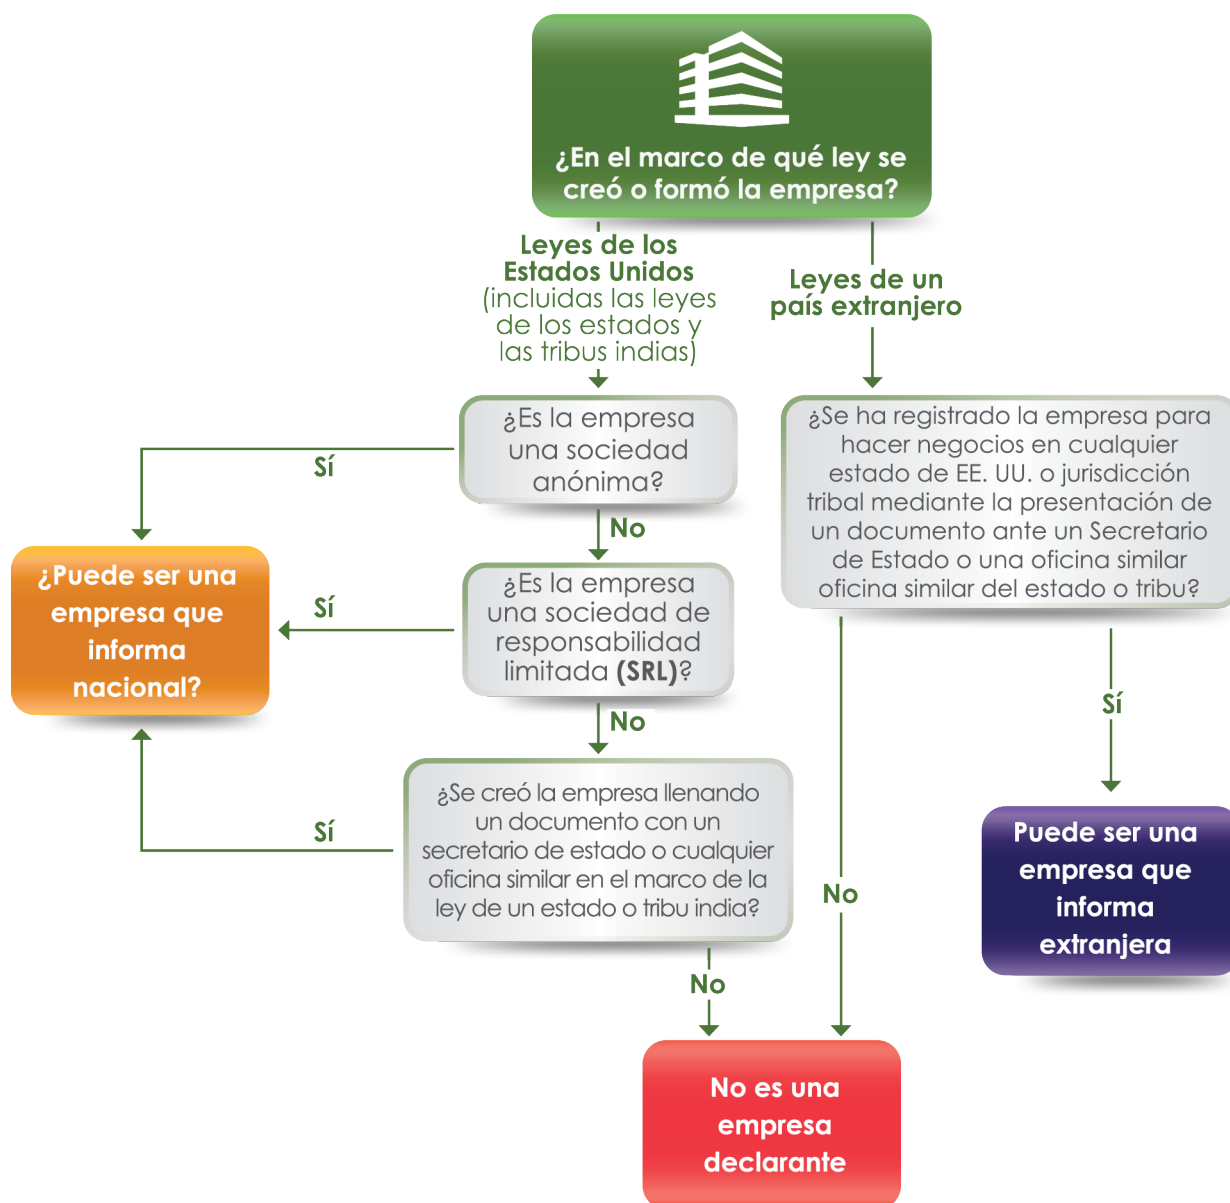 ¿En el marco de qué ley se
creó o formó la empresa?
Leyes de los
Estados Unidos
(incluidas las leyes
de los estados y
las tribus indias)
Leyes de un
país extranjero
¿Es la empresa
una sociedad
anónima?
Sí
No
¿Se ha registrado la empresa para
hacer negocios en cualquier
estado de EE. UU. o jurisdicción
tribal mediante la presentación de
un documento ante un Secretario
de Estado o una oficina similar
oficina similar del estado o tribu?
¿Puede ser una
empresa que
informa
nacional?
Sí
¿Es la empresa
una sociedad de
responsabilidad
limitada (SRL)?
No
Sí
¿Se creó la empresa llenando
un documento con un
secretario de estado o cualquier
oficina similar en el marco de la
ley de un estado o tribu india?
Sí
No
No
Puede ser una
empresa que
informa
extranjera
No es una
empresa
declarante